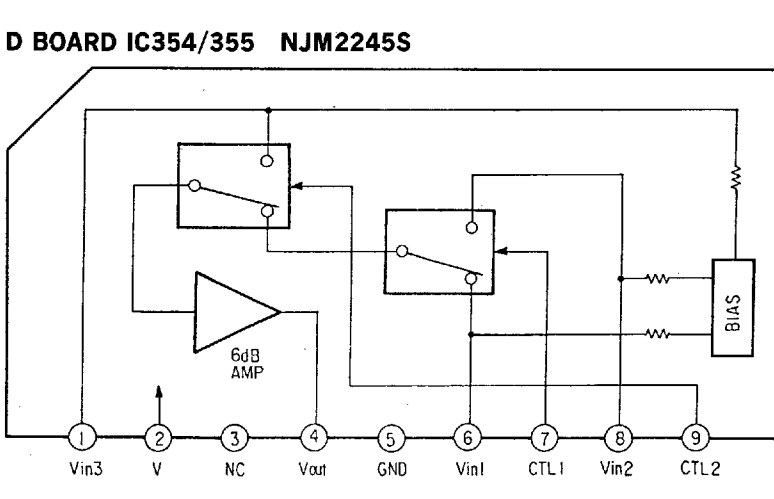 D BOARD IC354/355 NJM2245S
BIAS
6dB
AMP
1 2 3 4 5 6 7 8 9
Vin3 V NC Vout GND Vin1 CTL1 Vin2 CTL2